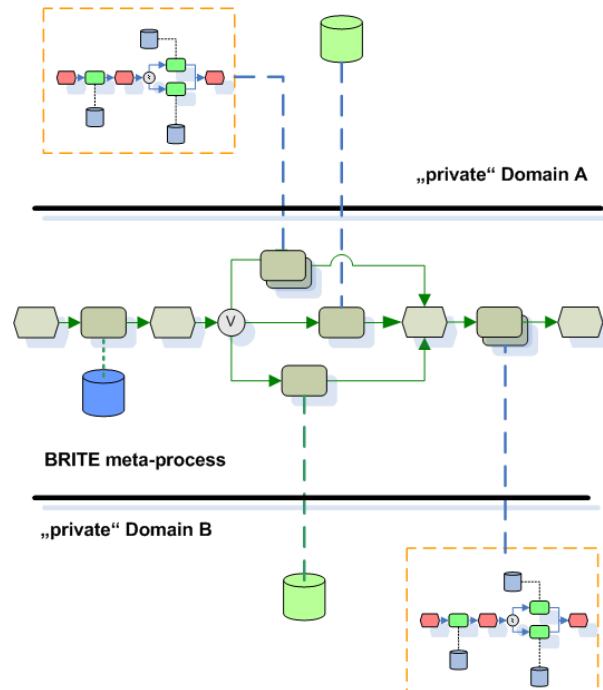 „private“ Domain A
V
BRITE meta-process
„private“ Domain B